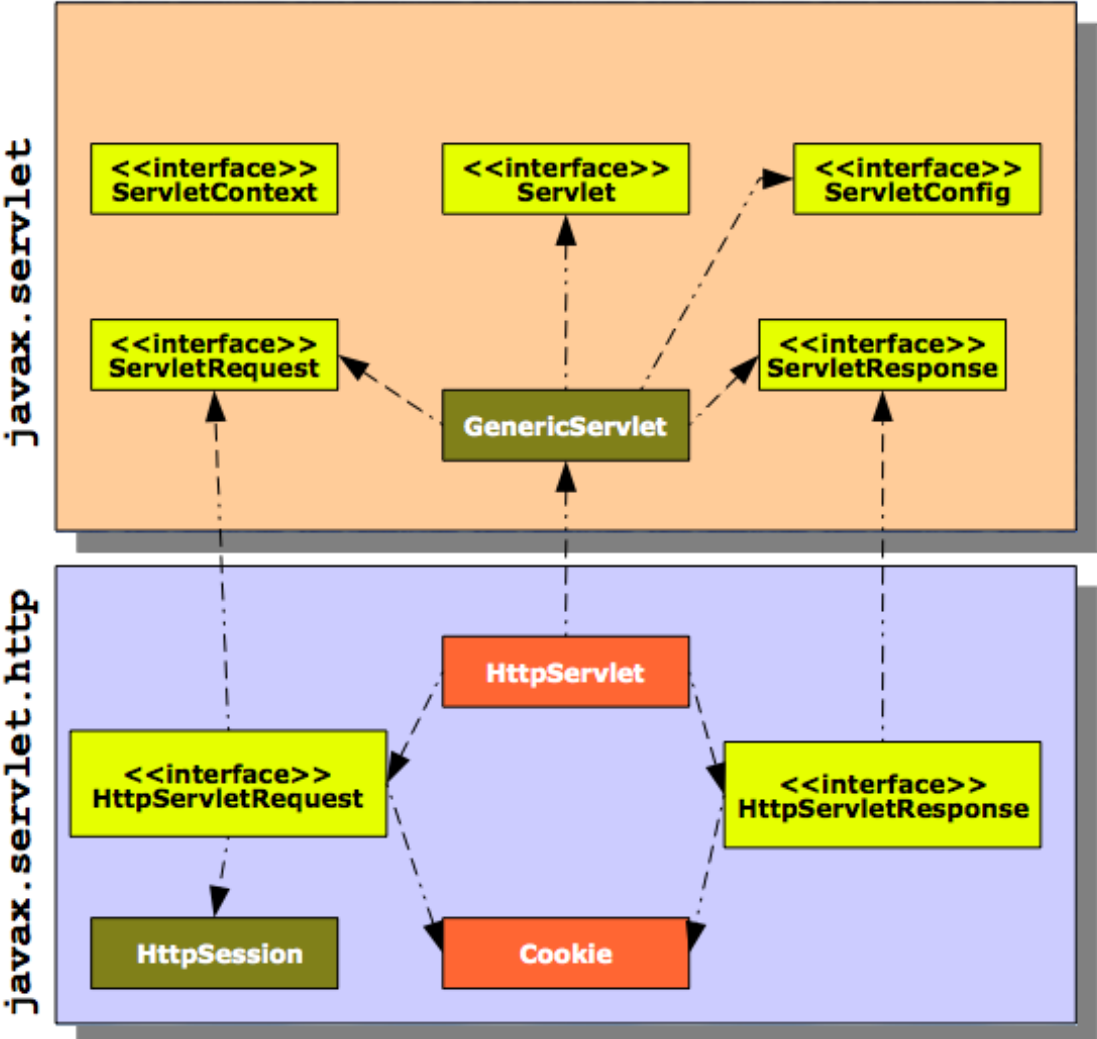 javax.servlet
<<interface>>
ServletContext
<<interface>>
Servlet
<<interface>>
ServletConfig
<<interface>>
ServletRequest
<<interface>>
ServletResponse
GenericServlet
javax.servlet.http
HttpServlet
<<interface>>
HttpServletRequest
<<interface>>
HttpServletResponse
HttpSession
Cookie